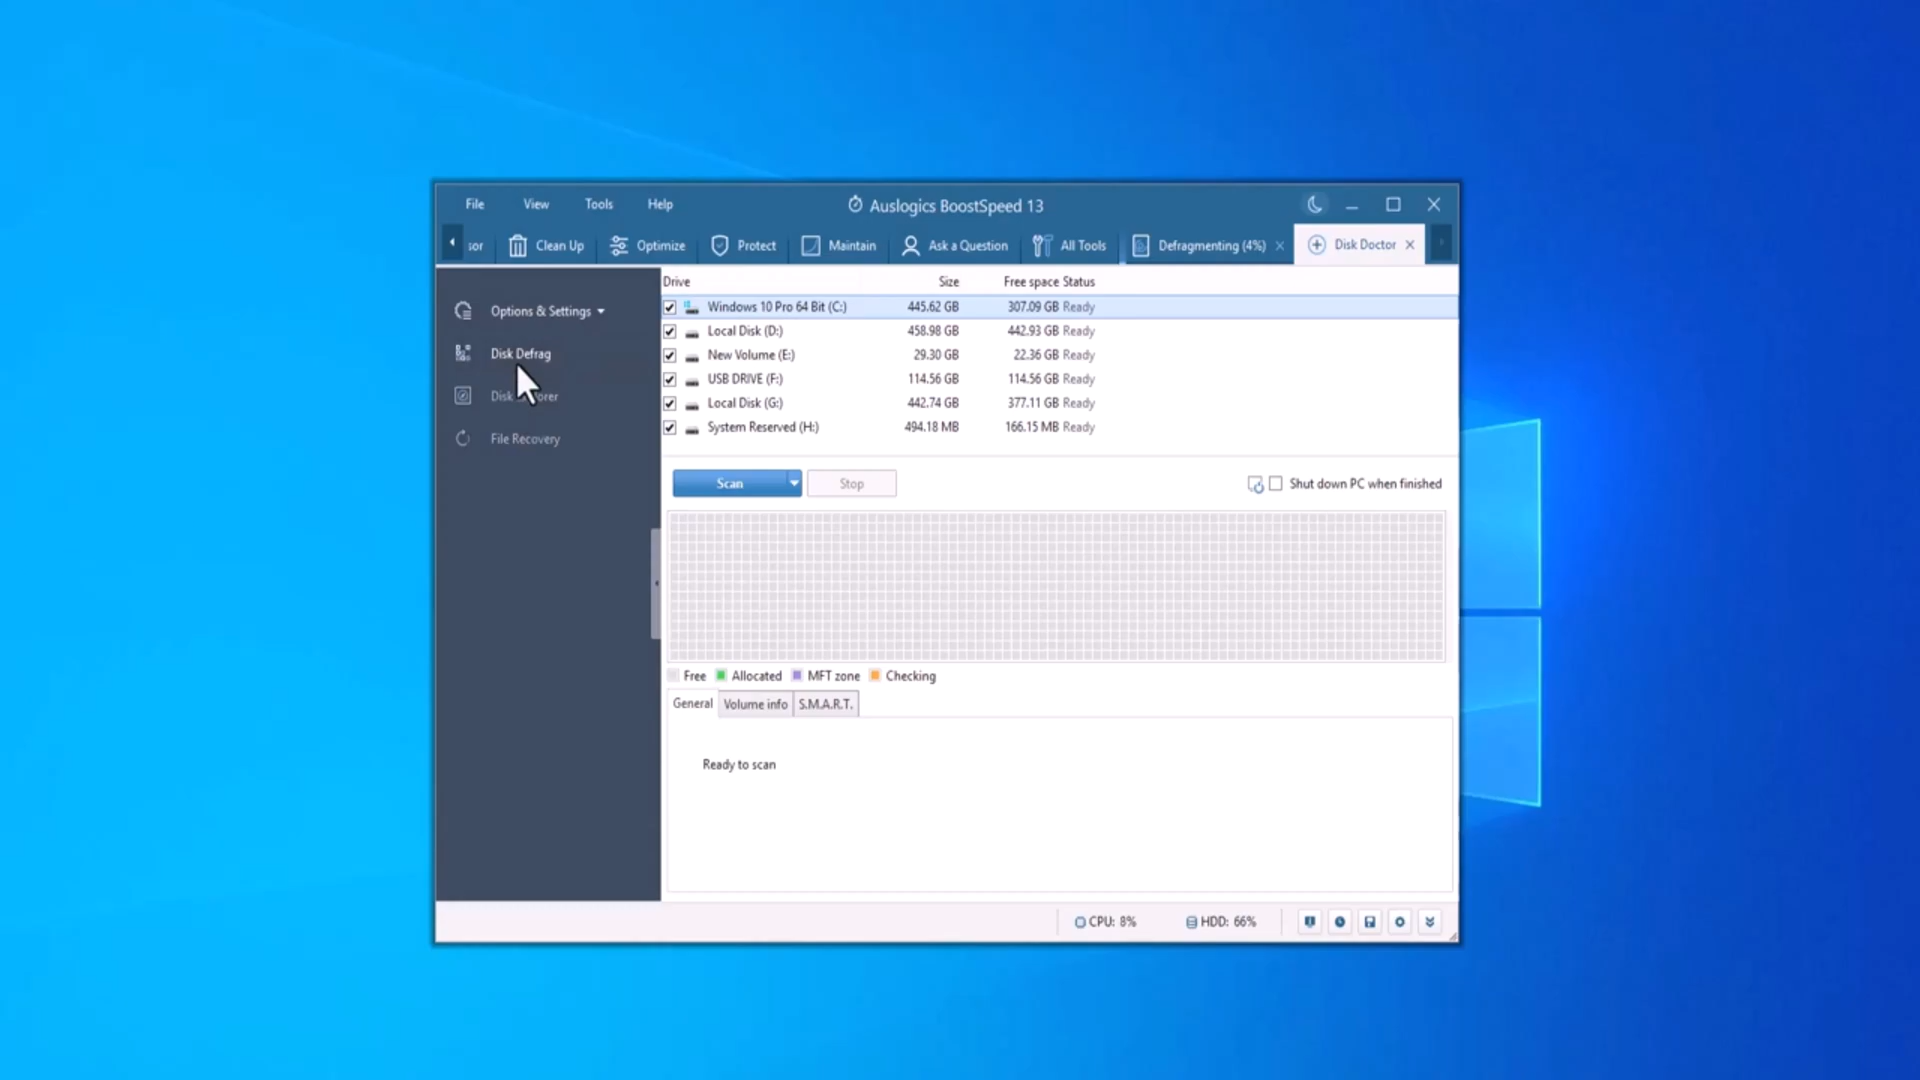 File View Tools Help Auslogics BoostSpeed 13
sor Clean Up Optimize Protect Maintain Ask a Question All Tools Defragmenting (4%) Disk Doctor
Options & Settings
Disk Defrag
File Recovery
Drive Size Free space Status
Windows 10 Pro 64 Bit (C:) 445.62 GB 307.09 GB Ready
Local Disk (D:) 458.98 GB 442.93 GB Ready
New Volume (E:) 29.30 GB 22.36 GB Ready
USB DRIVE (F:) 114.56 GB 114.56 GB Ready
Local Disk (G:) 442.74 GB 377.11 GB Ready
System Reserved (H:) 494.18 MB 166.15 MB Ready
Scan Stop Shut down PC when finished
Free Allocated MFT zone Checking
General Volume info S.M.A.R.T.
Ready to scan
CPU: 8% HDD: 66%